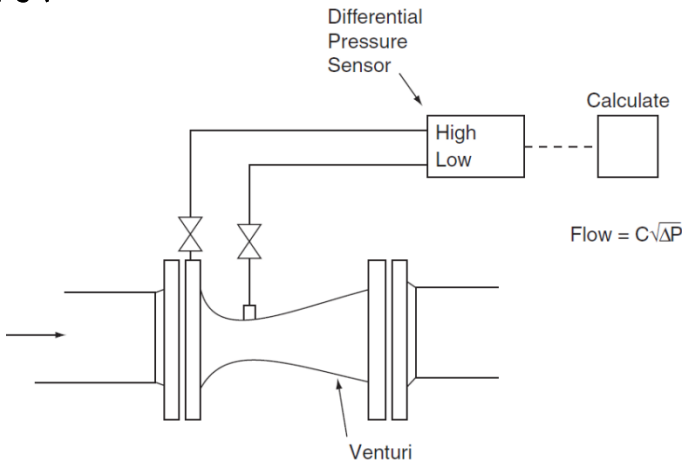 Differential
Pressure
Sensor
Calculate
High
Low
Flow = C√ΔP
Venturi